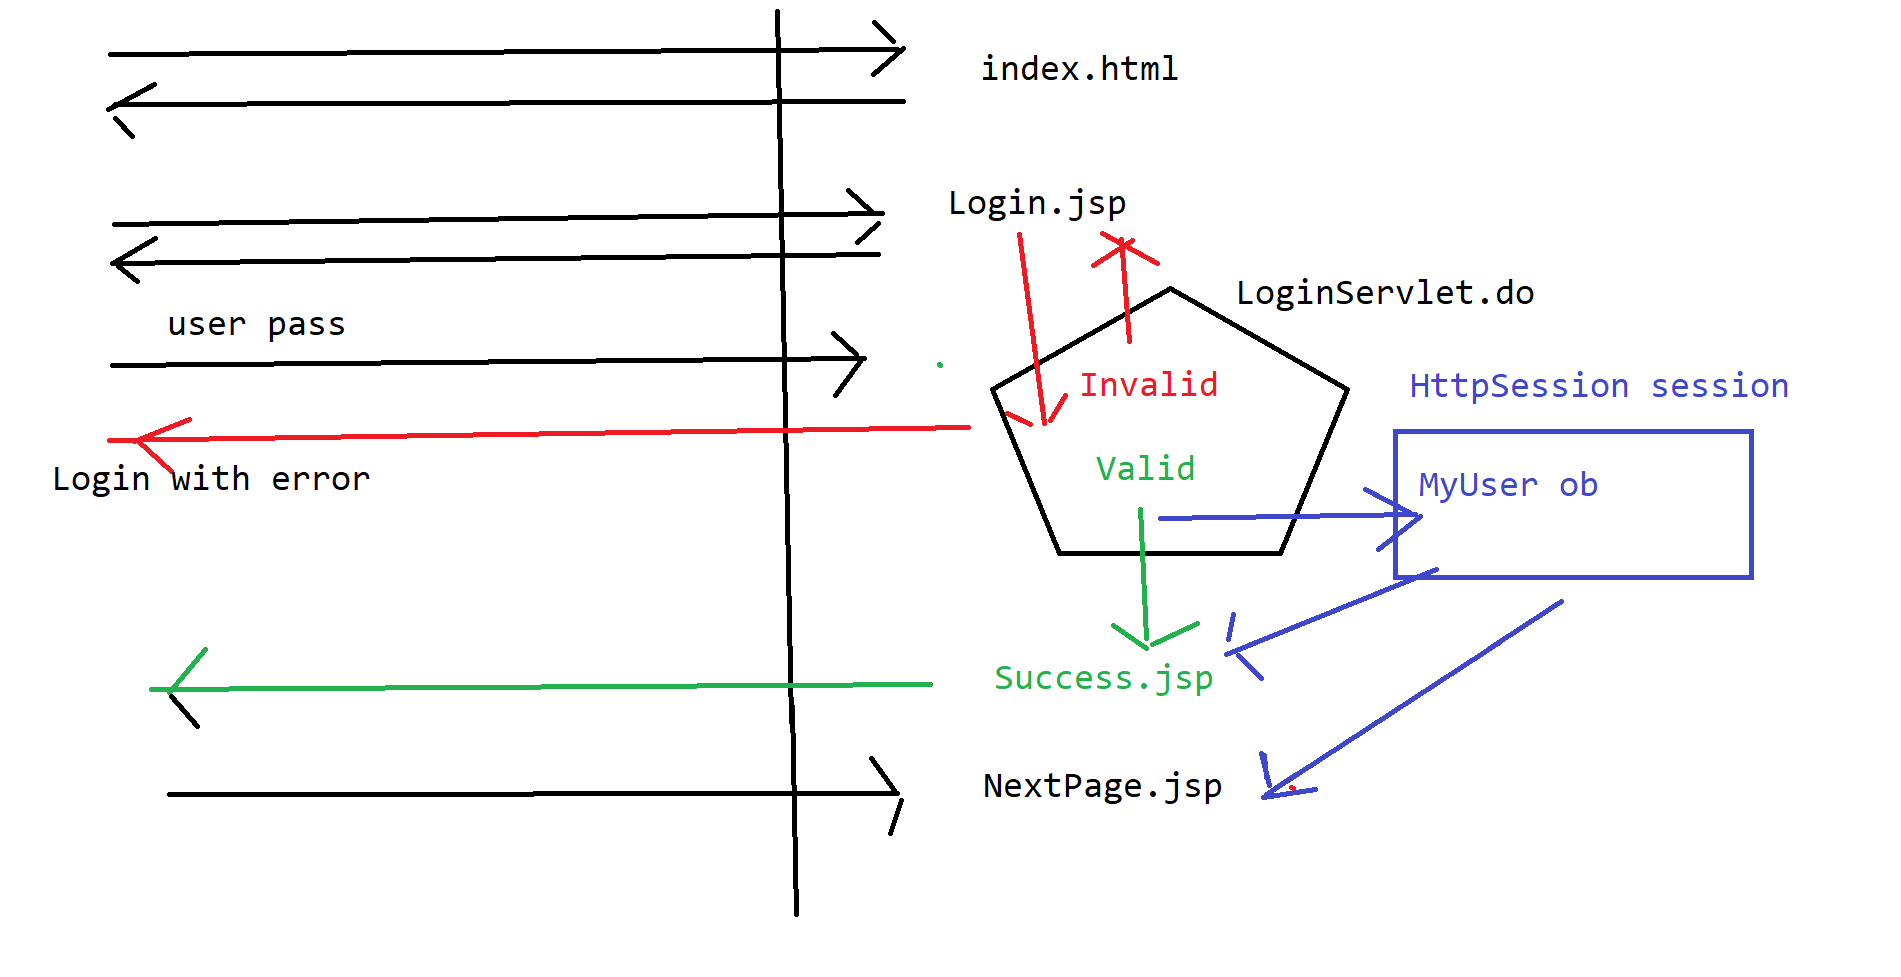 index.html
Login.jsp
LoginServlet.do
user pass
Invalid
HttpSession session
Valid
Login with error
MyUser ob
Success.jsp
NextPage.jsp